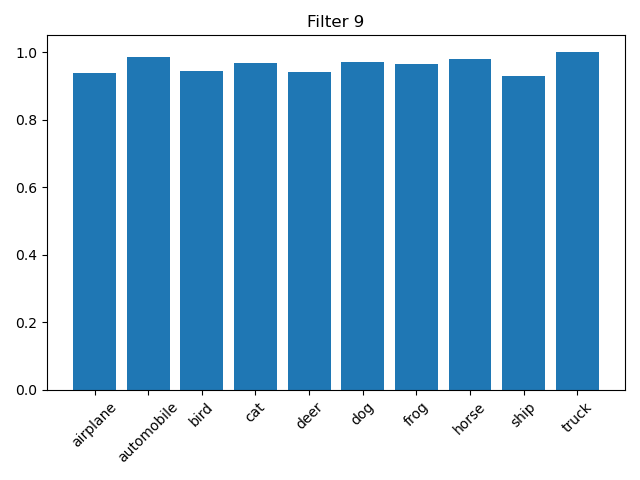 Filter 9
1.0
0.8
0.6
0.4
0.2
0.0
airplane
automobile
bird
cat
deer
dog
frog
horse
ship
truck